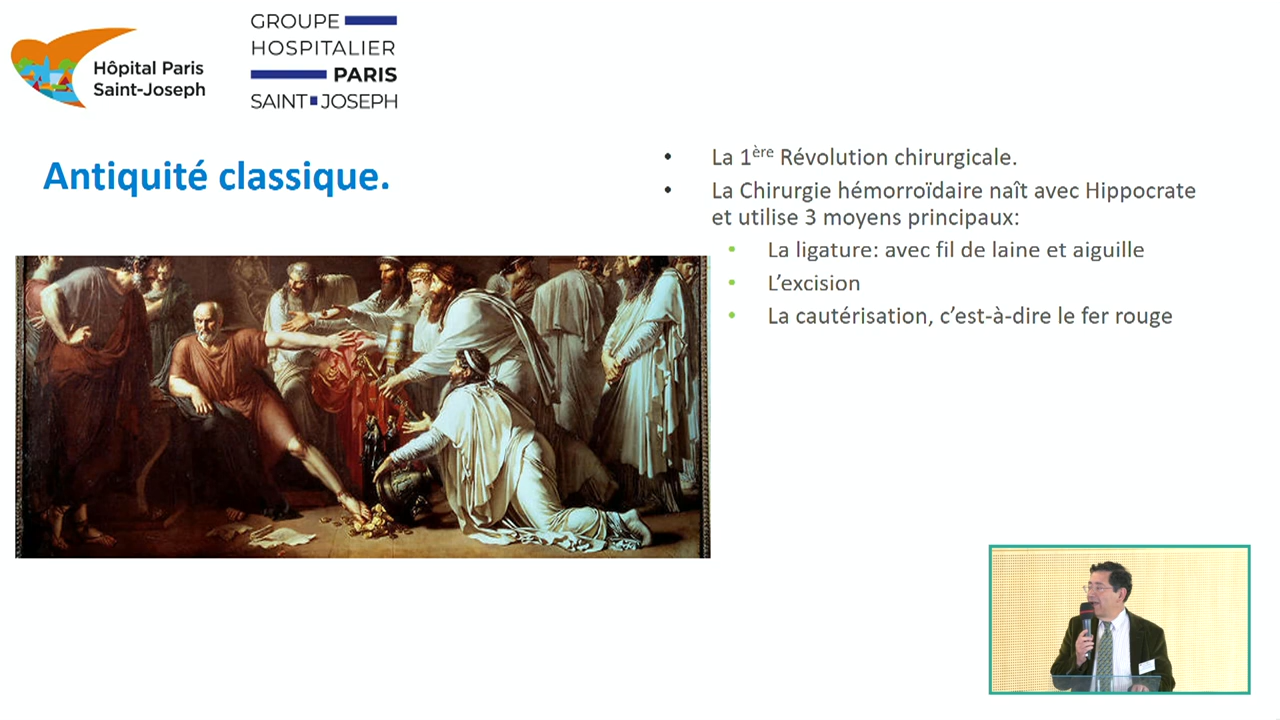 Hôpital Paris
Saint-Joseph
GROUPE
HOSPITALIER
PARIS
SAINT JOSEPH
Antiquité classique.
• La 1ère Révolution chirurgicale.
• La Chirurgie hémorroïdaire naît avec Hippocrate
et utilise 3 moyens principaux:
• La ligature: avec fil de laine et aiguille
• L’excision
• La cautérisation, c’est-à-dire le fer rouge